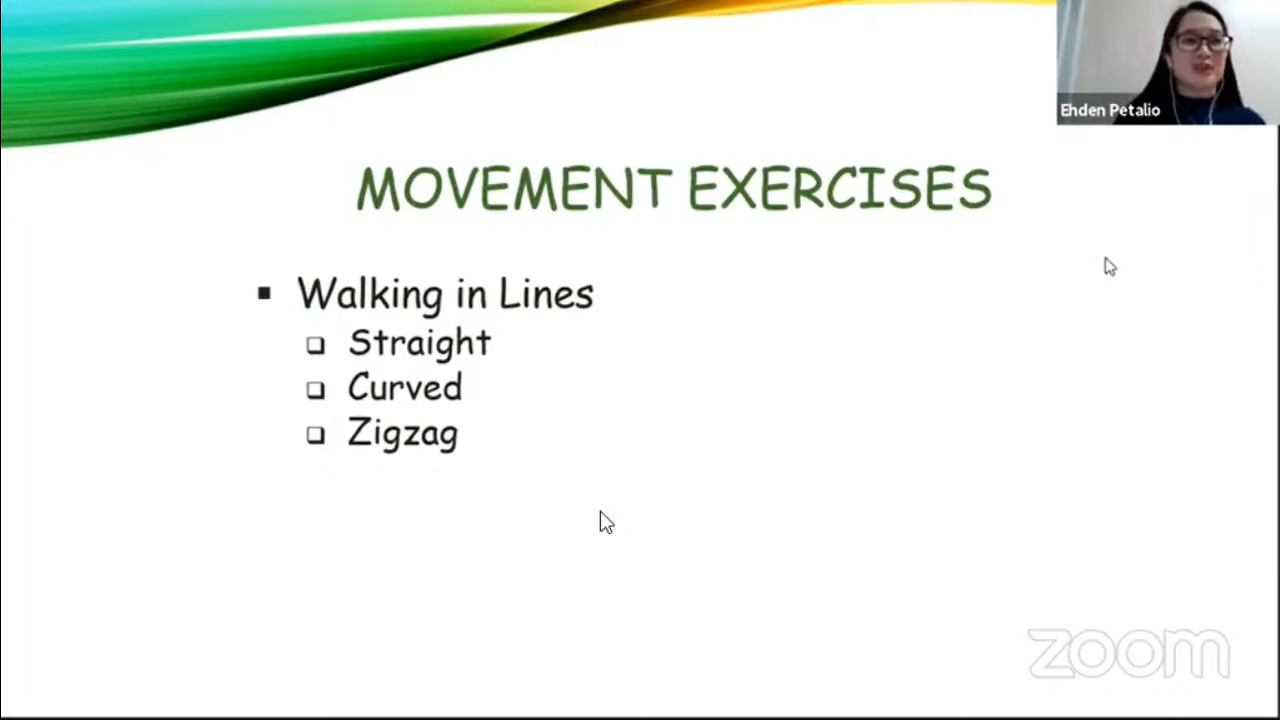 Ehden Petalio
MOVEMENT EXERCISES
Walking in Lines
Straight
Curved
Zigzag
zoom